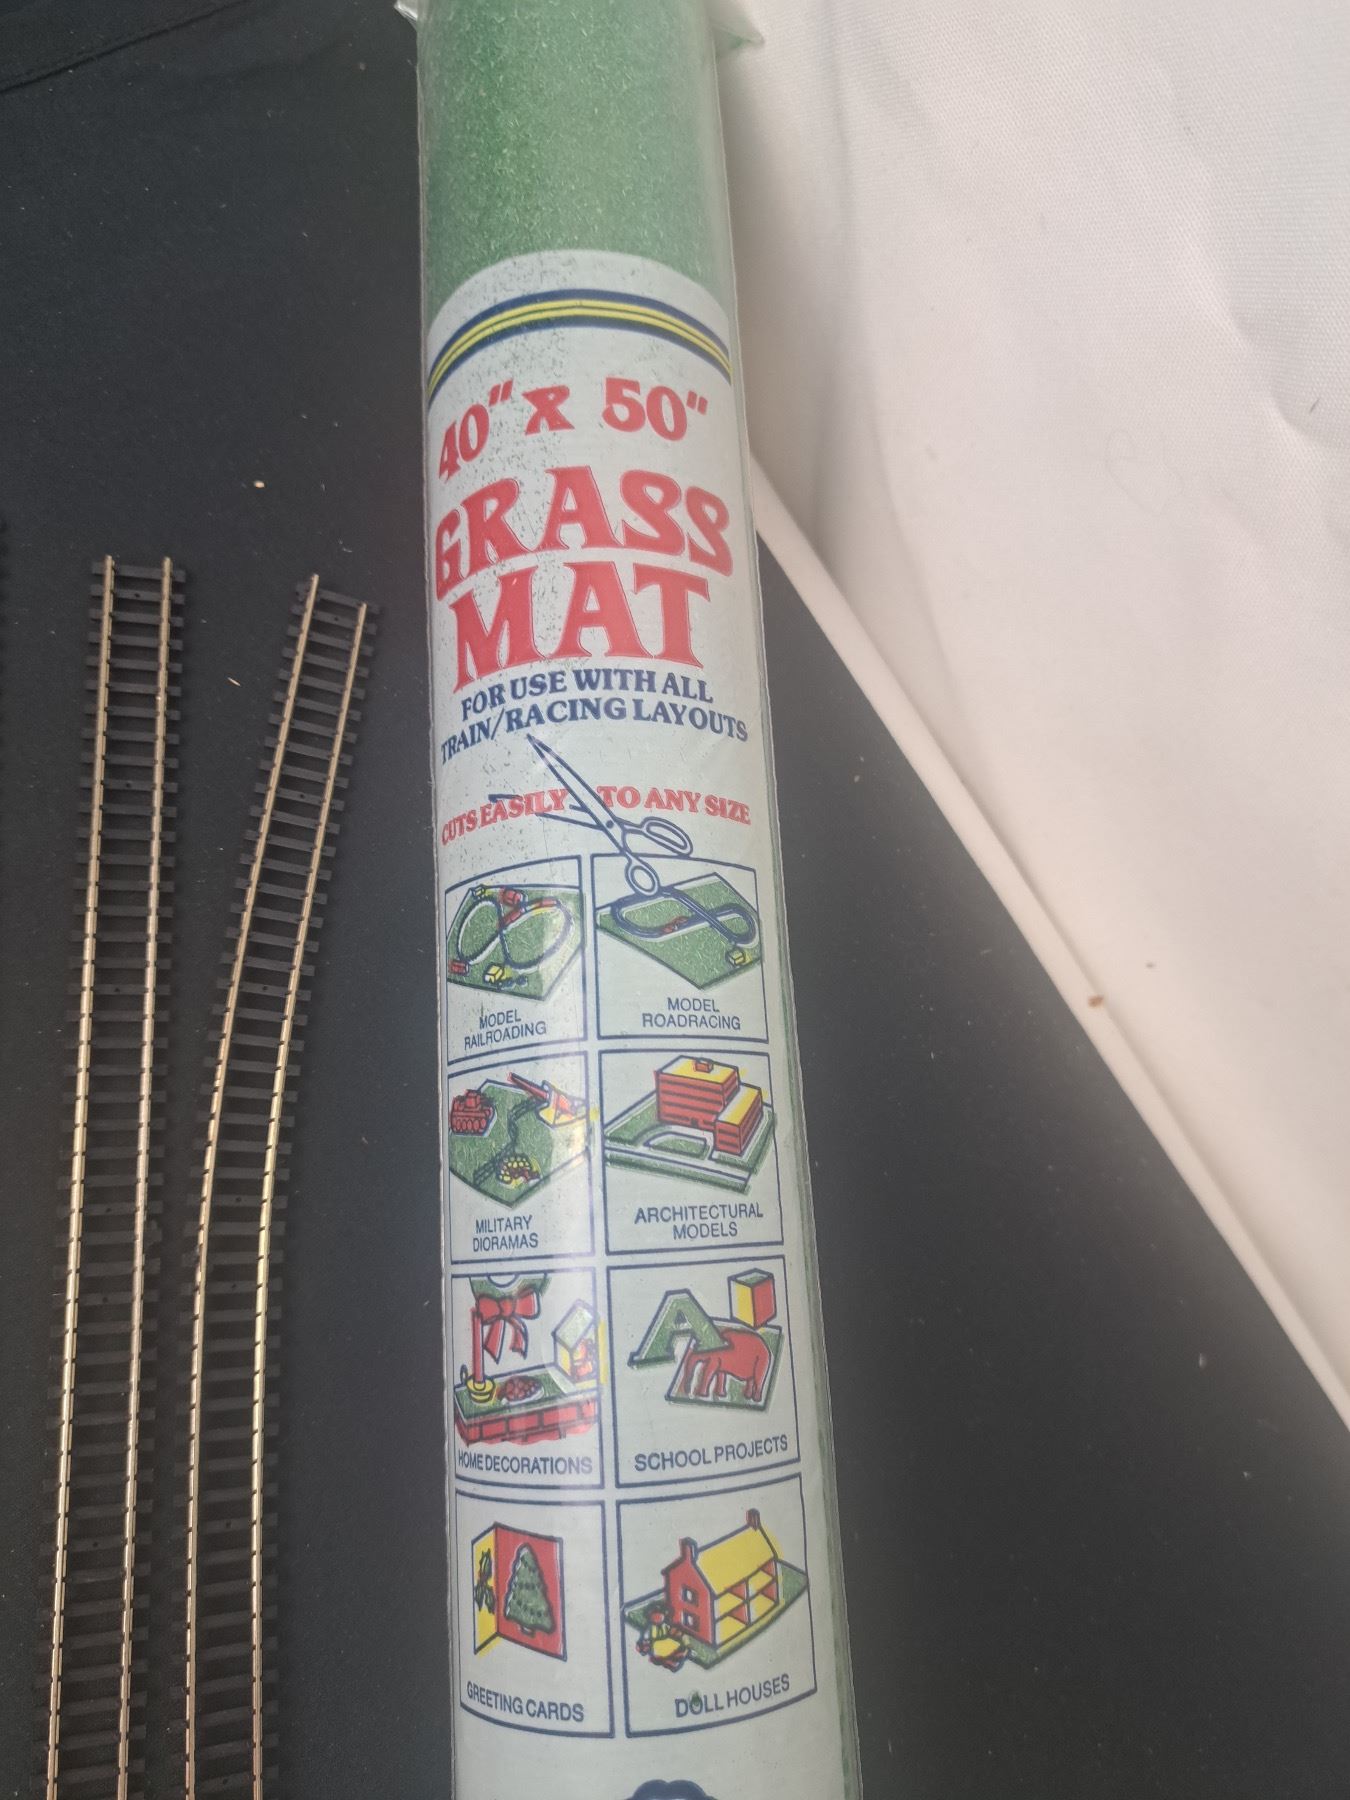 40" X 50"
GRASS
MAT
FOR USE WITH ALL
TRAIN/RACING LAYOUTS
CUTS EASILY TO ANY SIZE
MODEL
RAILROADING
MODEL
ROADRACING
MILITARY
DIORAMAS
ARCHITECTURAL
MODELS
A
HOME DECORATIONS
SCHOOL PROJECTS
GREETING CARDS
DOLL HOUSES